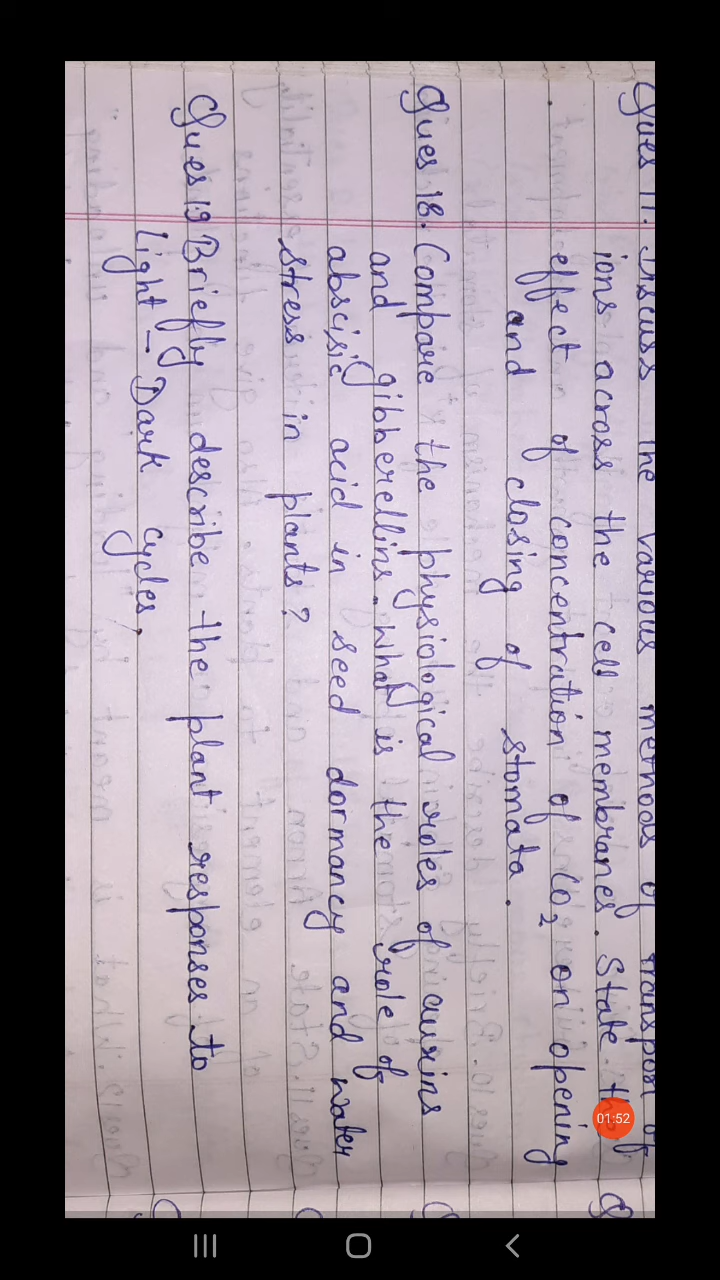 Ques 17. Discuss the various methods of transport of
ions across the cell membranes. State the
effect of concentration of CO₂ on opening
and closing of stomata.
Ques 18. Compare the physiological roles of auxins
and gibberellins. What is the role of
abscisic acid in seed dormancy and water
stress in plants?
Ques 19 Briefly describe the plant responses to
Light - Dark cycles.
01:52